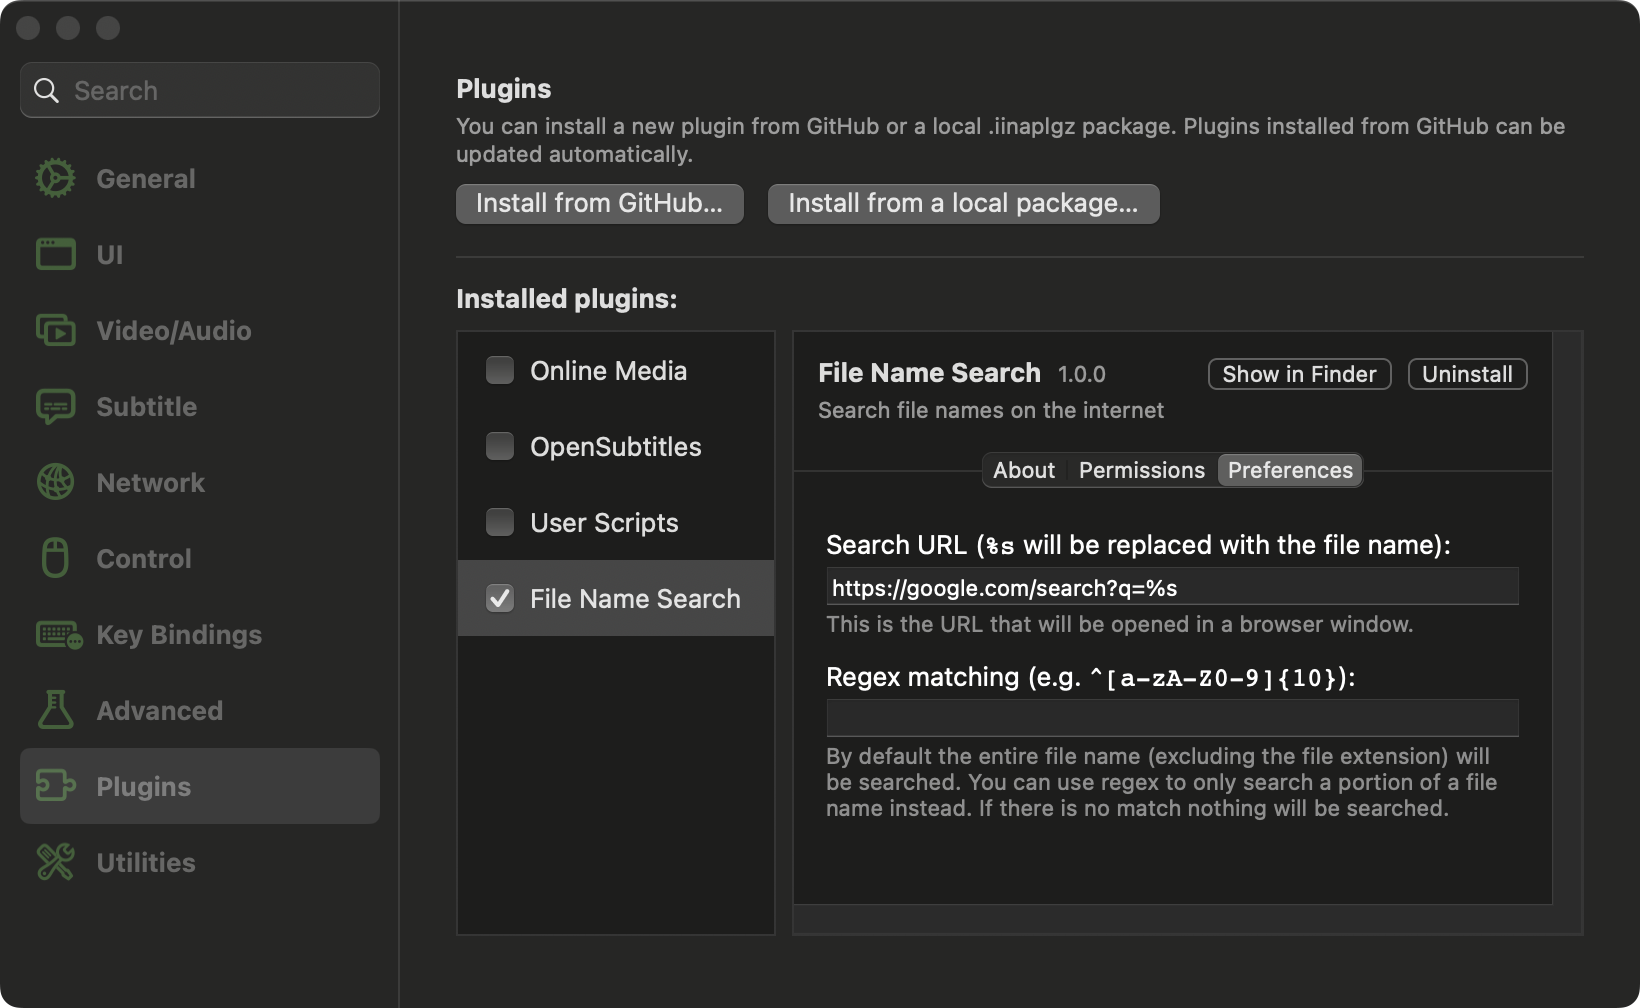 Search
General
UI
Video/Audio
Subtitle
Network
Control
Key Bindings
Advanced
Plugins
Utilities
Plugins
You can install a new plugin from GitHub or a local .iinaplgz package. Plugins installed from GitHub can be
updated automatically.
Install from GitHub...
Install from a local package...
Installed plugins:
Online Media
OpenSubtitles
User Scripts
File Name Search
File Name Search 1.0.0
Show in Finder
Uninstall
Search file names on the internet
About
Permissions
Preferences
Search URL (%s will be replaced with the file name):
https://google.com/search?q=%s
This is the URL that will be opened in a browser window.
Regex matching (e.g. ^[a-zA-Z0-9]{10}):
By default the entire file name (excluding the file extension) will
be searched. You can use regex to only search a portion of a file
name instead. If there is no match nothing will be searched.